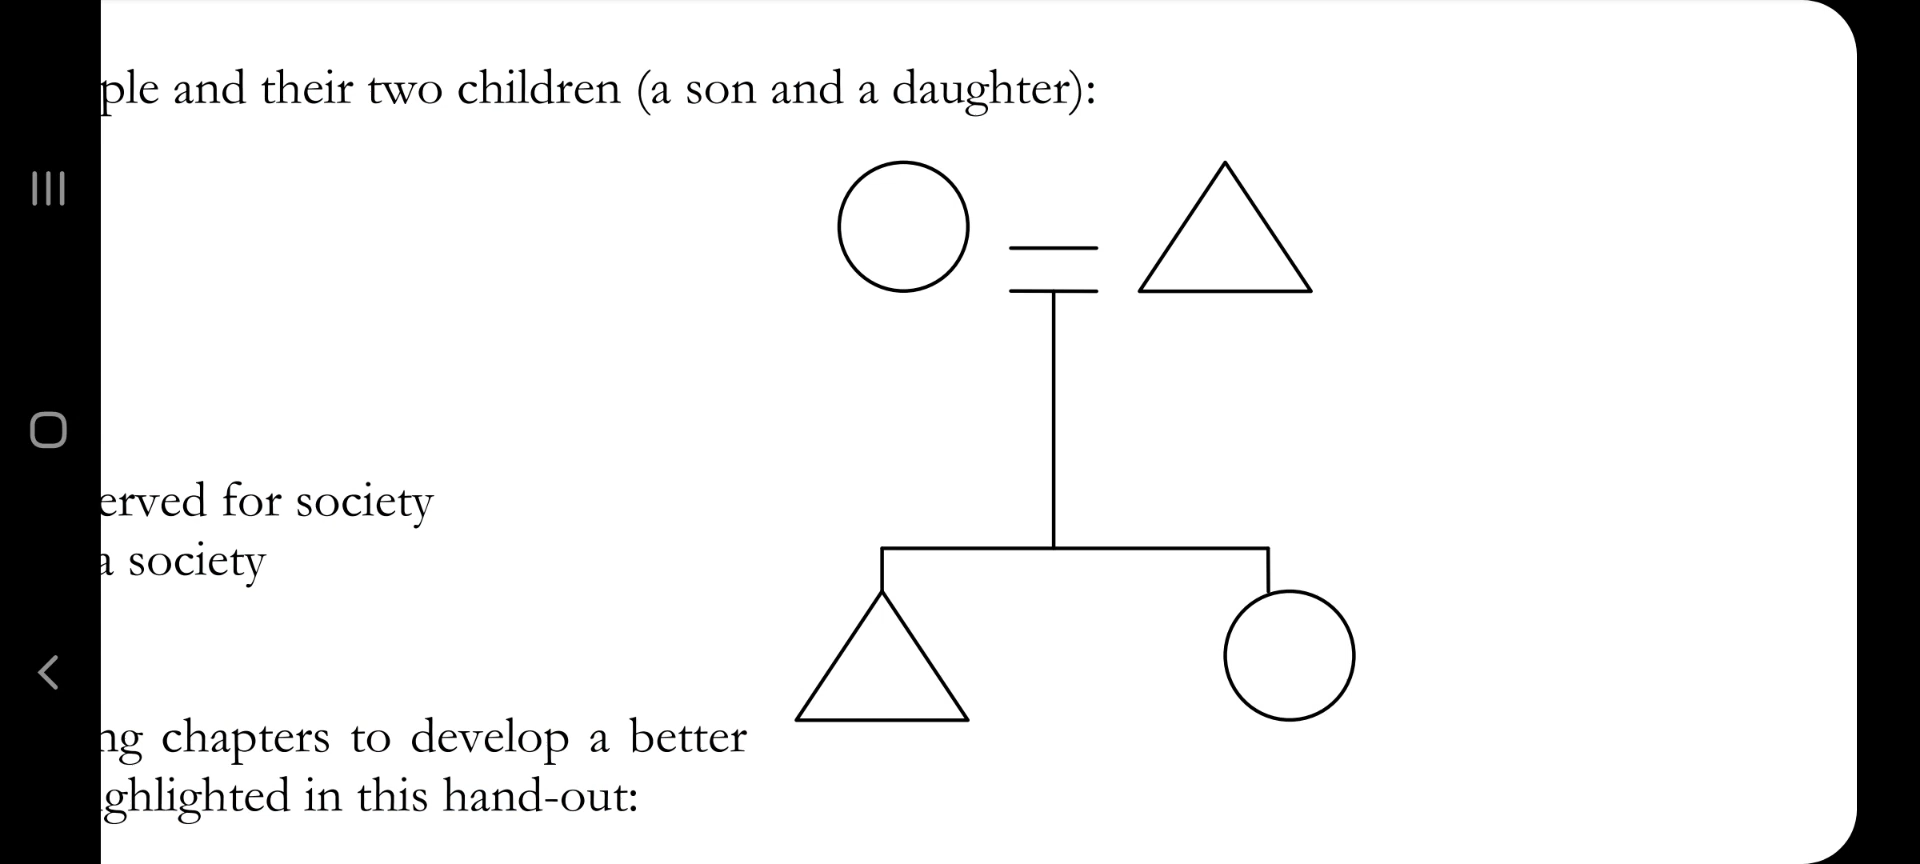 ple and their two children (a son and a daughter):
erved for society
a society
ng chapters to develop a better
ghlighted in this hand-out: